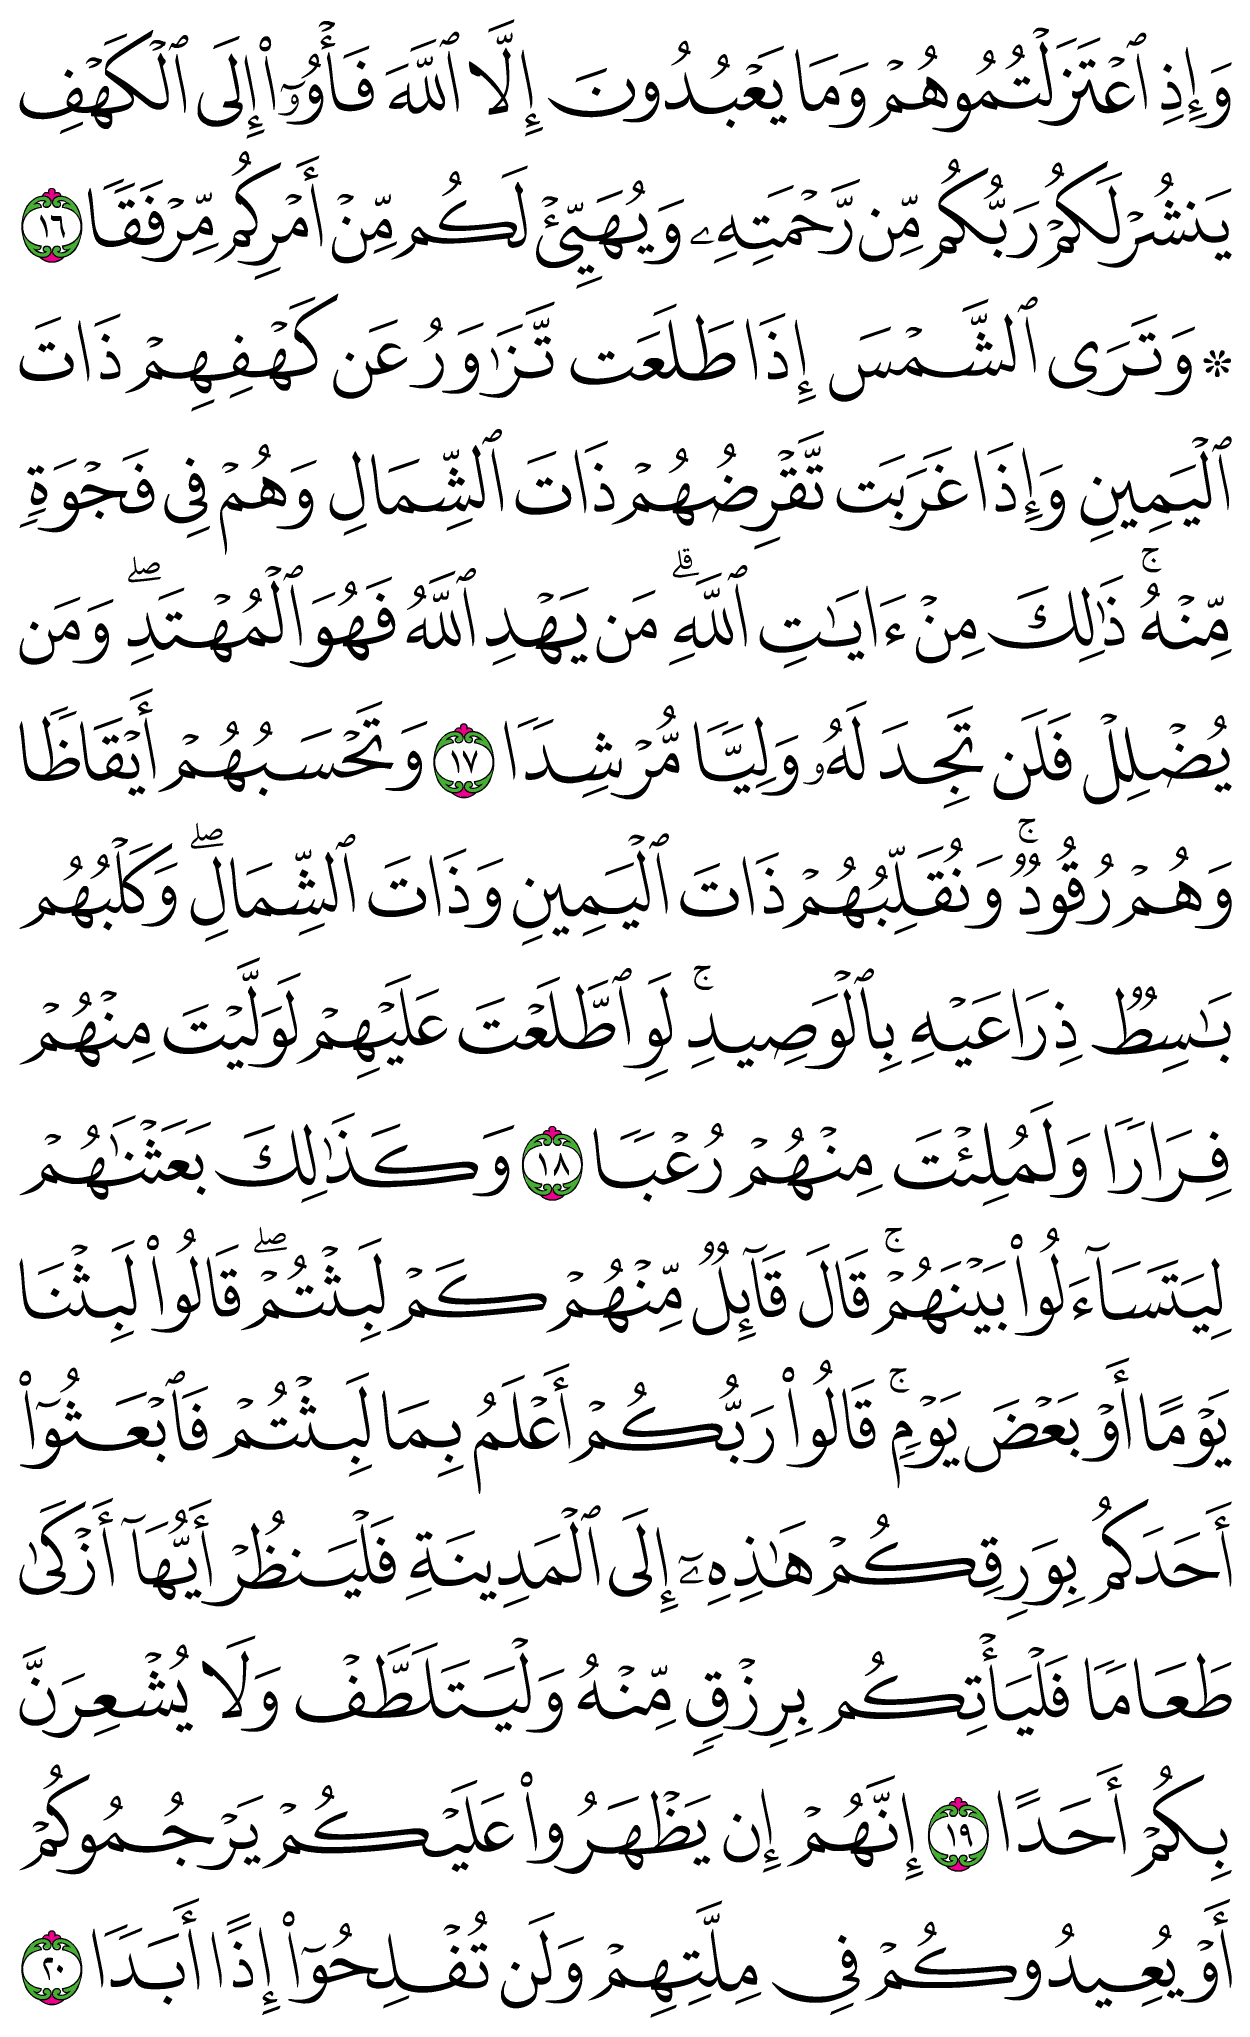 وَإِذِ ٱعۡتَزَلۡتُمُوهُمۡ وَمَا يَعۡبُدُونَ إِلَّا ٱللَّهَ فَأۡوُۥٓاْ إِلَى ٱلۡكَهۡفِ
يَنشُرۡ لَكُمۡ رَبُّكُم مِّن رَّحۡمَتِهِۦ وَيُهَيِّئۡ لَكُم مِّنۡ أَمۡرِكُم مِّرۡفَقٗا ١٦
۞ وَتَرَى ٱلشَّمۡسَ إِذَا طَلَعَت تَّزَٰوَرُ عَن كَهۡفِهِمۡ ذَاتَ
ٱلۡيَمِينِ وَإِذَا غَرَبَت تَّقۡرِضُهُمۡ ذَاتَ ٱلشِّمَالِ وَهُمۡ فِي فَجۡوَةٖ
مِّنۡهُۚ ذَٰلِكَ مِنۡ ءَايَٰتِ ٱللَّهِۗ مَن يَهۡدِ ٱللَّهُ فَهُوَ ٱلۡمُهۡتَدِۖ وَمَن
يُضۡلِلۡ فَلَن تَجِدَ لَهُۥ وَلِيّٗا مُّرۡشِدٗا ١٧ وَتَحۡسَبُهُمۡ أَيۡقَاظٗا
وَهُمۡ رُقُودٞۚ وَنُقَلِّبُهُمۡ ذَاتَ ٱلۡيَمِينِ وَذَاتَ ٱلشِّمَالِۖ وَكَلۡبُهُم
بَٰسِطٞ ذِرَاعَيۡهِ بِٱلۡوَصِيدِۚ لَوِ ٱطَّلَعۡتَ عَلَيۡهِمۡ لَوَلَّيۡتَ مِنۡهُمۡ
فِرَارٗا وَلَمُلِئۡتَ مِنۡهُمۡ رُعۡبٗا ١٨ وَكَذَٰلِكَ بَعَثۡنَٰهُمۡ
لِيَتَسَآءَلُواْ بَيۡنَهُمۡۚ قَالَ قَآئِلٞ مِّنۡهُمۡ كَمۡ لَبِثۡتُمۡۖ قَالُواْ لَبِثۡنَا
يَوۡمًا أَوۡ بَعۡضَ يَوۡمٖۚ قَالُواْ رَبُّكُمۡ أَعۡلَمُ بِمَا لَبِثۡتُمۡ فَٱبۡعَثُوٓاْ
أَحَدَكُم بِوَرِقِكُمۡ هَٰذِهِۦٓ إِلَى ٱلۡمَدِينَةِ فَلۡيَنظُرۡ أَيُّهَآ أَزۡكَىٰ
طَعَامٗا فَلۡيَأۡتِكُم بِرِزۡقٖ مِّنۡهُ وَلۡيَتَلَطَّفۡ وَلَا يُشۡعِرَنَّ
بِكُمۡ أَحَدًا ١٩ إِنَّهُمۡ إِن يَظۡهَرُواْ عَلَيۡكُمۡ يَرۡجُمُوكُمۡ
أَوۡ يُعِيدُوكُمۡ فِي مِلَّتِهِمۡ وَلَن تُفۡلِحُوٓاْ إِذًا أَبَدٗا ٢٠